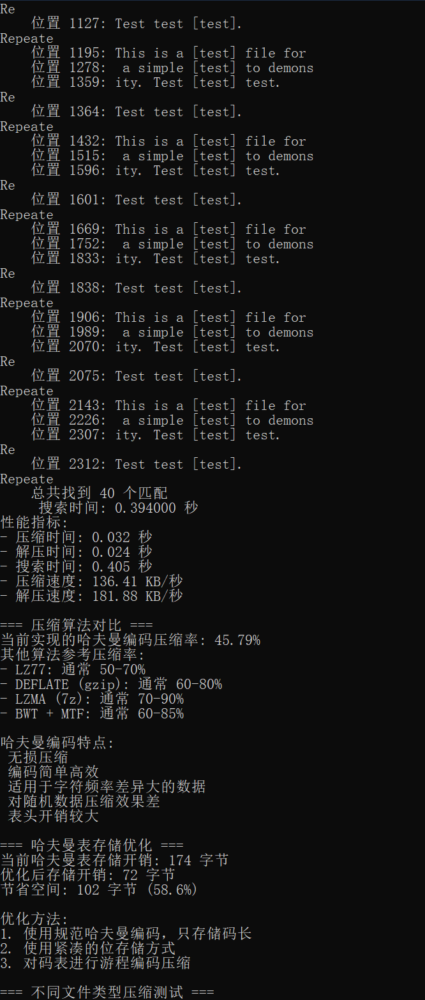 Re
    位置 1127: Test test [test].
Repeate
    位置 1195: This is a [test] file for
    位置 1278:  a simple [test] to demons
    位置 1359: ity. Test [test] test.
Re
    位置 1364: Test test [test].
Repeate
    位置 1432: This is a [test] file for
    位置 1515:  a simple [test] to demons
    位置 1596: ity. Test [test] test.
Re
    位置 1601: Test test [test].
Repeate
    位置 1669: This is a [test] file for
    位置 1752:  a simple [test] to demons
    位置 1833: ity. Test [test] test.
Re
    位置 1838: Test test [test].
Repeate
    位置 1906: This is a [test] file for
    位置 1989:  a simple [test] to demons
    位置 2070: ity. Test [test] test.
Re
    位置 2075: Test test [test].
Repeate
    位置 2143: This is a [test] file for
    位置 2226:  a simple [test] to demons
    位置 2307: ity. Test [test] test.
Re
    位置 2312: Test test [test].
Repeate
    总共找到 40 个匹配
     搜索时间: 0.394000 秒
性能指标:
- 压缩时间: 0.032 秒
- 解压时间: 0.024 秒
- 搜索时间: 0.405 秒
- 压缩速度: 136.41 KB/秒
- 解压速度: 181.88 KB/秒

=== 压缩算法对比 ===
当前实现的哈夫曼编码压缩率: 45.79%
其他算法参考压缩率:
- LZ77: 通常 50-70%
- DEFLATE (gzip): 通常 60-80%
- LZMA (7z): 通常 70-90%
- BWT + MTF: 通常 60-85%

哈夫曼编码特点:
 无损压缩
 编码简单高效
 适用于字符频率差异大的数据
 对随机数据压缩效果差
 表头开销较大

=== 哈夫曼表存储优化 ===
当前哈夫曼表存储开销: 174 字节
优化后存储开销: 72 字节
节省空间: 102 字节 (58.6%)

优化方法:
1. 使用规范哈夫曼编码，只存储码长
2. 使用紧凑的位存储方式
3. 对码表进行游程编码压缩

=== 不同文件类型压缩测试 ===